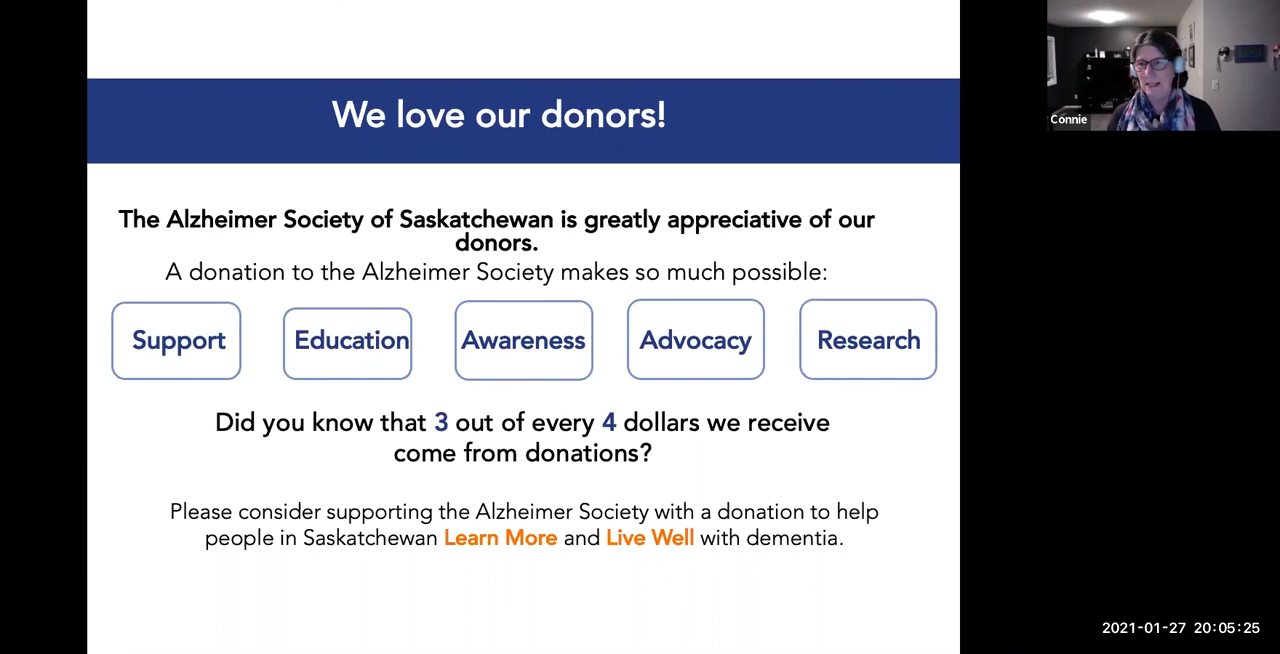 We love our donors!
Connie
The Alzheimer Society of Saskatchewan is greatly appreciative of our
donors.
A donation to the Alzheimer Society makes so much possible:
Support
Education
Awareness
Advocacy
Research
Did you know that 3 out of every 4 dollars we receive
come from donations?
Please consider supporting the Alzheimer Society with a donation to help
people in Saskatchewan Learn More and Live Well with dementia.
2021-01-27 20:05:25